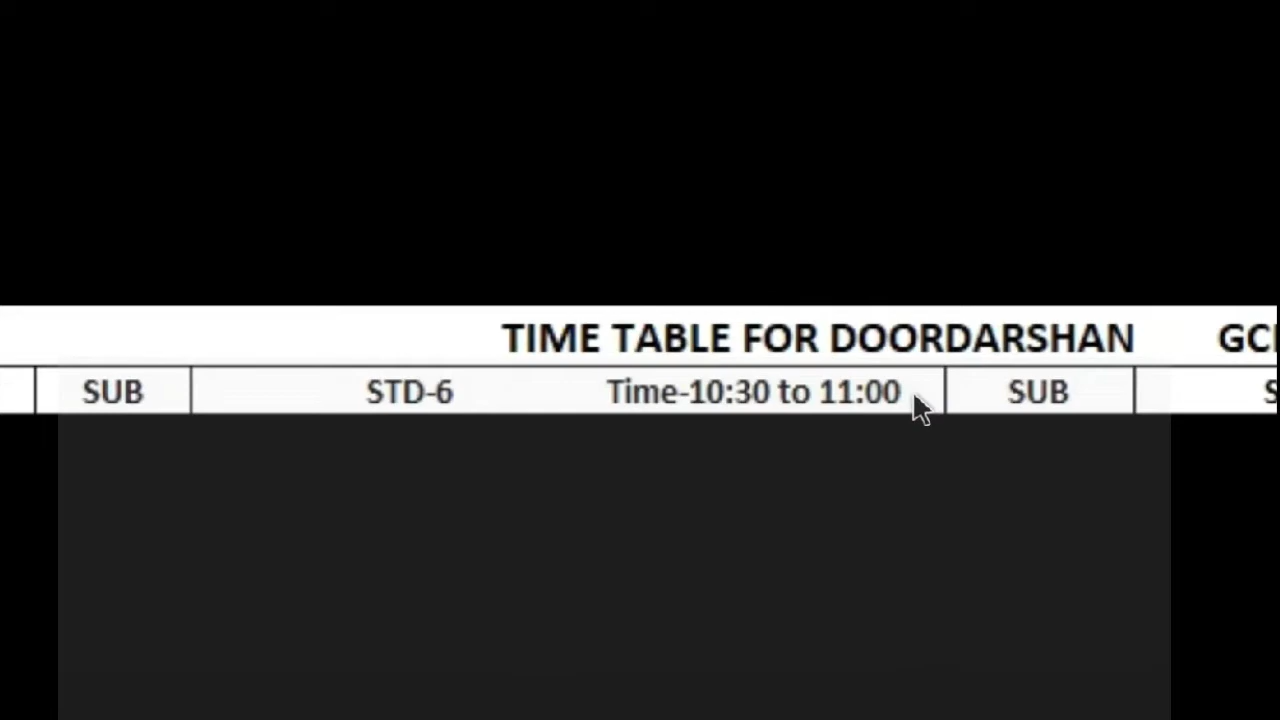 TIME TABLE FOR DOORDARSHAN
SUB STD-6 Time-10:30 to 11:00 SUB